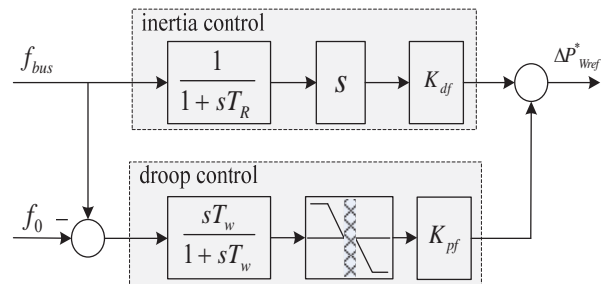 inertia control
f_bus
1 / (1 + sT_R)
s
K_df
ΔP*_Wref
droop control
f_0
−
sT_w / (1 + sT_w)
K_pf